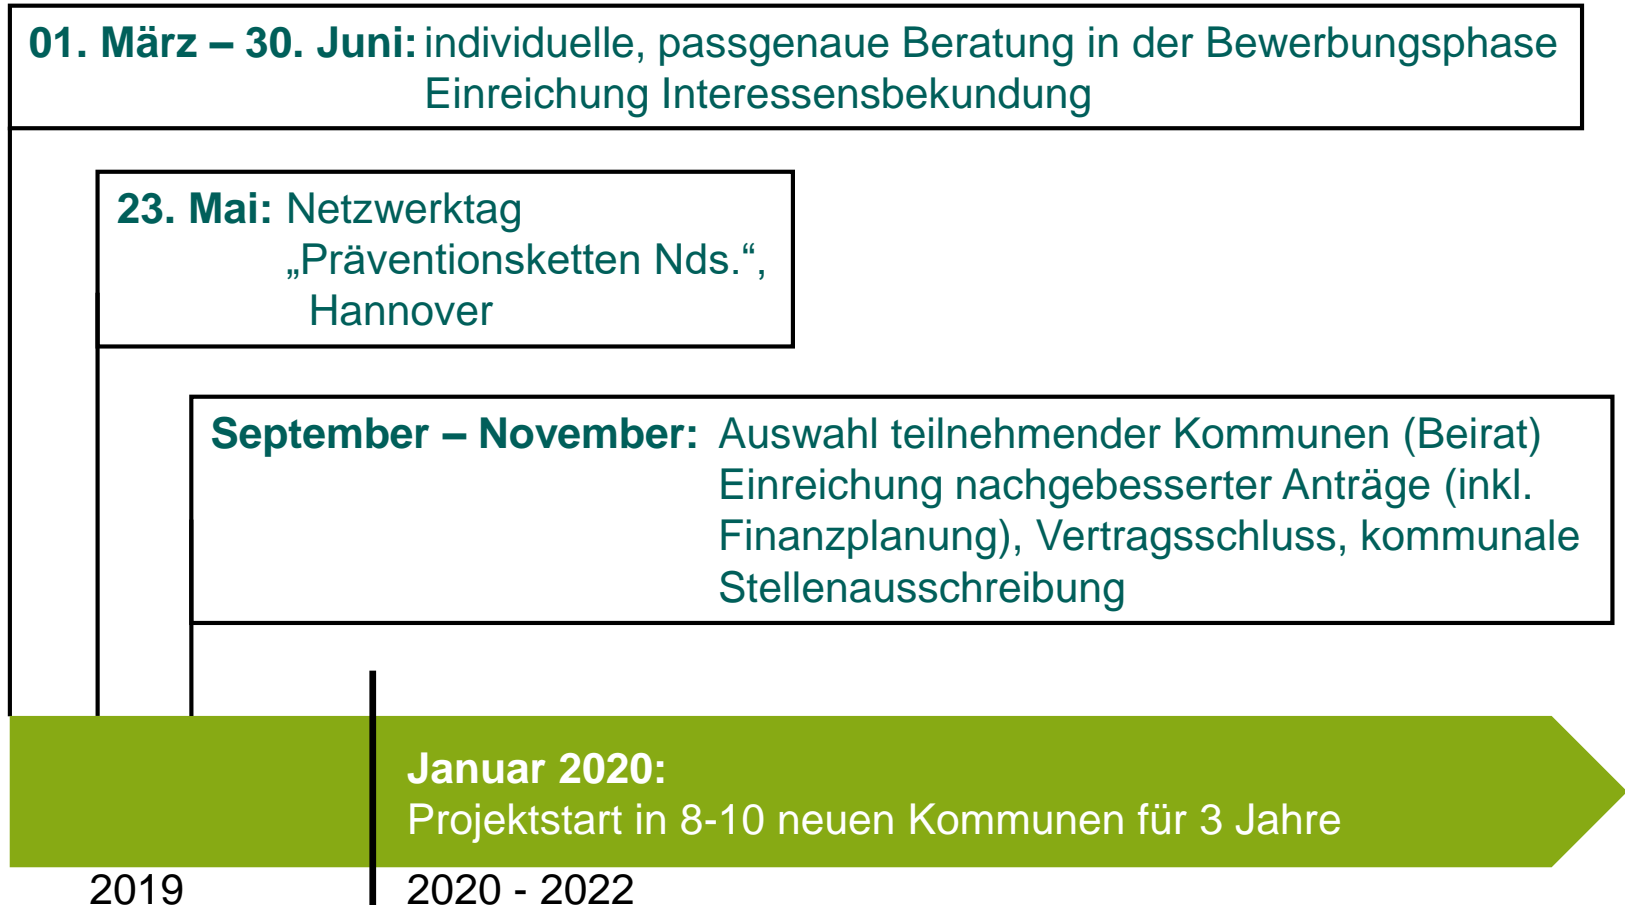 01. März – 30. Juni: individuelle, passgenaue Beratung in der Bewerbungsphase
Einreichung Interessensbekundung
23. Mai: Netzwerktag
„Präventionsketten Nds.“,
Hannover
September – November: Auswahl teilnehmender Kommunen (Beirat)
Einreichung nachgebesserter Anträge (inkl.
Finanzplanung), Vertragsschluss, kommunale
Stellenausschreibung
Januar 2020:
Projektstart in 8-10 neuen Kommunen für 3 Jahre
2019
2020 - 2022